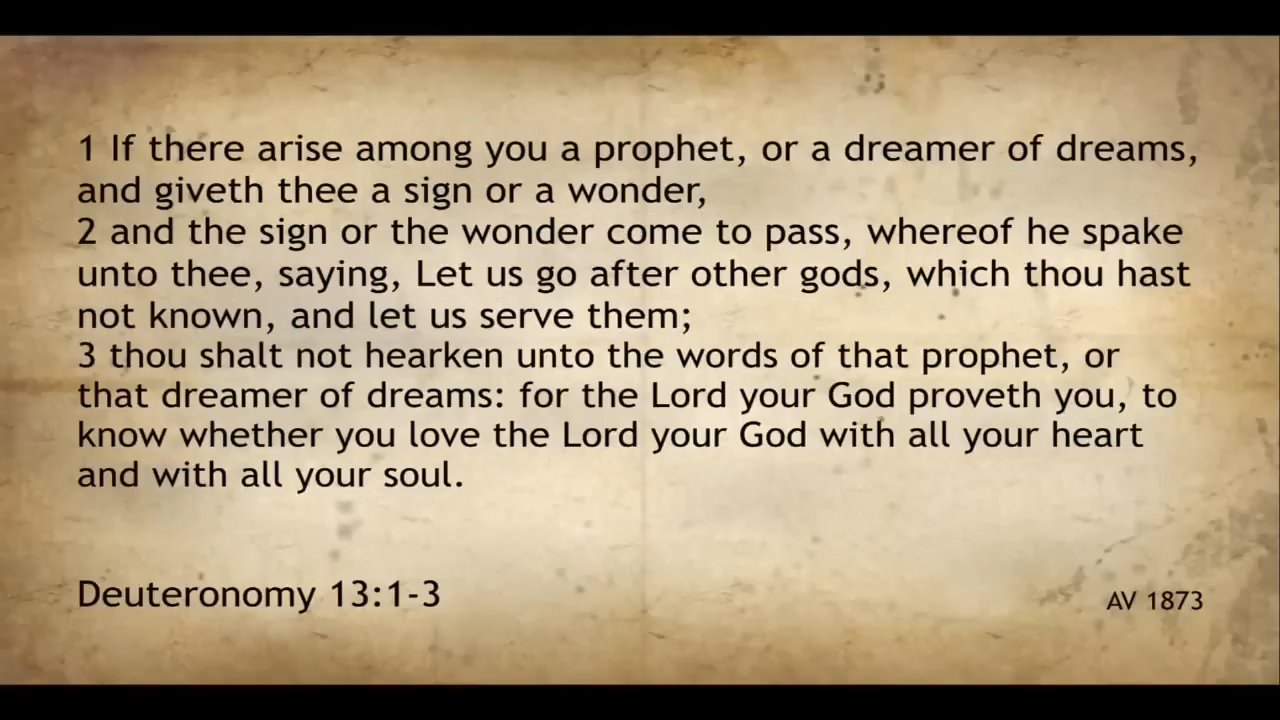 1 If there arise among you a prophet, or a dreamer of dreams,
and giveth thee a sign or a wonder,
2 and the sign or the wonder come to pass, whereof he spake
unto thee, saying, Let us go after other gods, which thou hast
not known, and let us serve them;
3 thou shalt not hearken unto the words of that prophet, or
that dreamer of dreams: for the Lord your God proveth you, to
know whether you love the Lord your God with all your heart
and with all your soul.
Deuteronomy 13:1-3
AV 1873